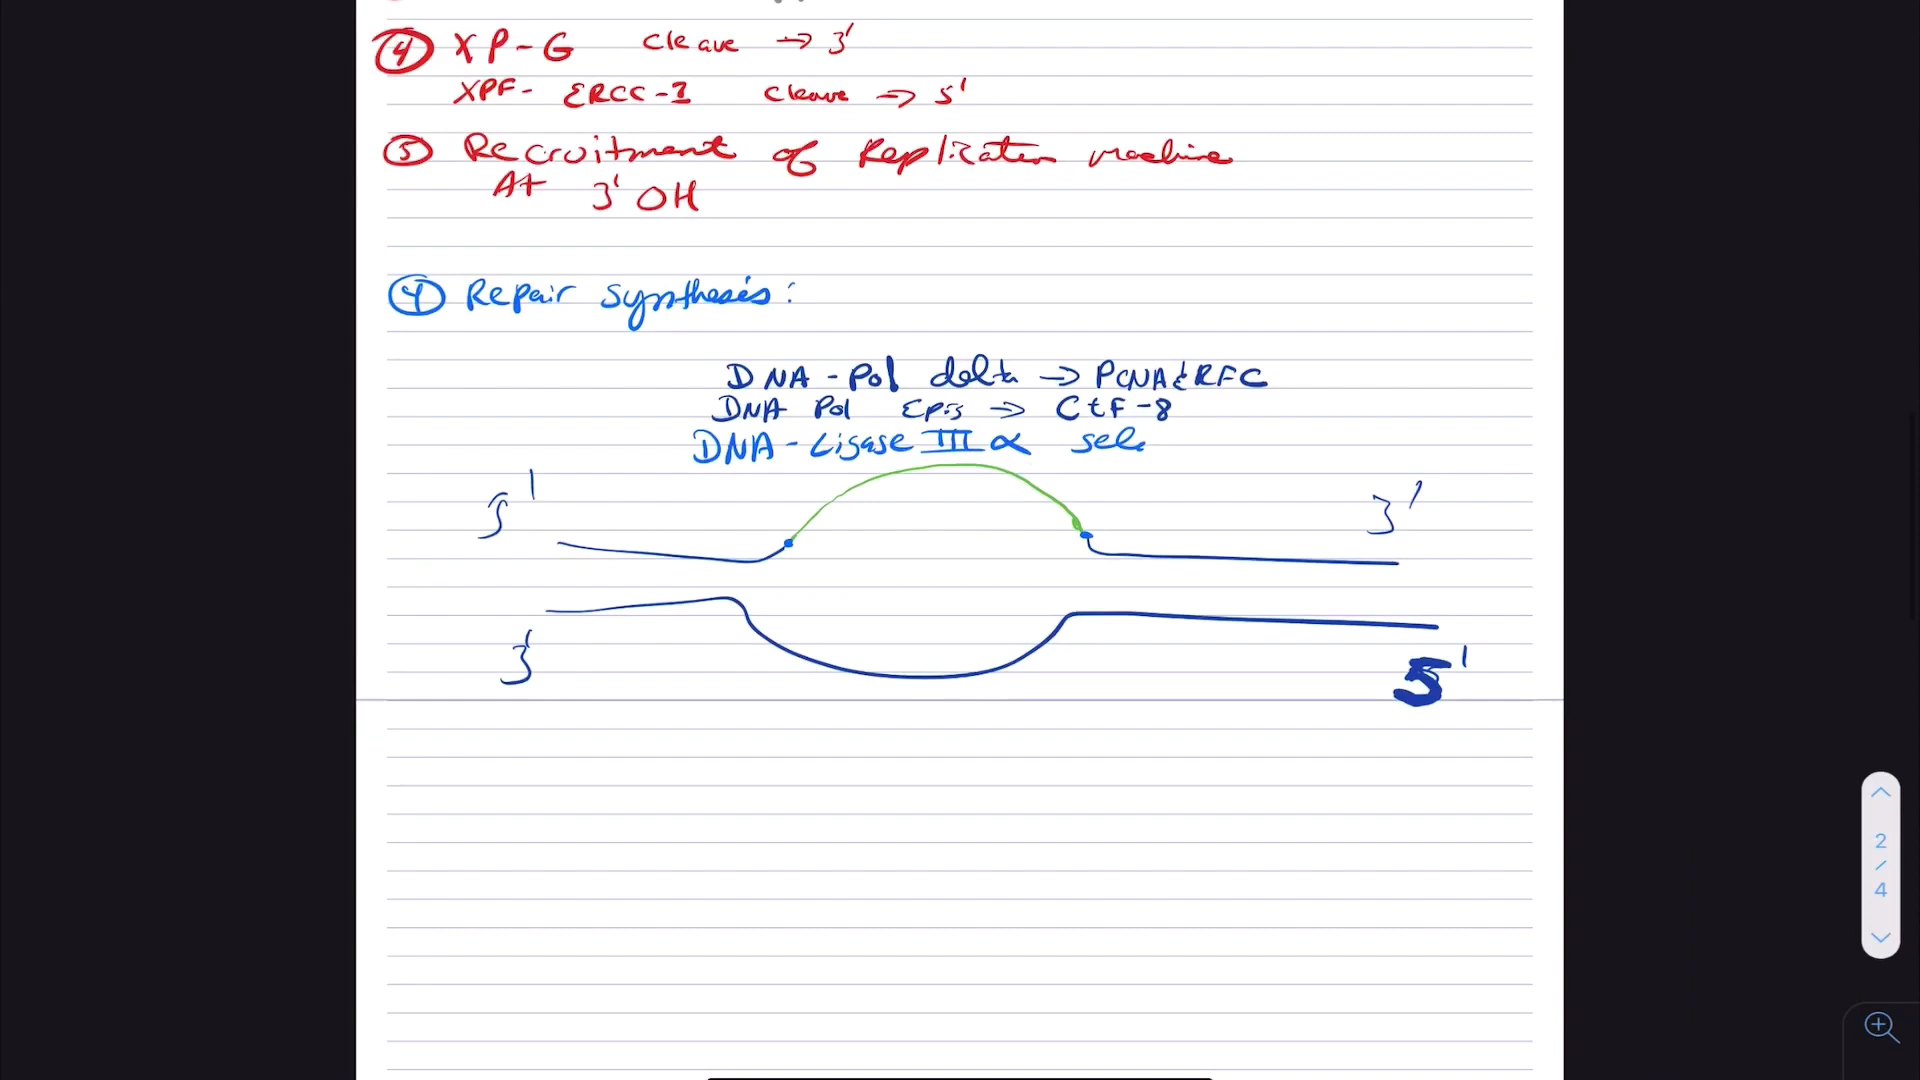 ④ XP-G cleave → 3'
XPF- ERCC-1 cleave → 5'
⑤ Recruitment of Replication machine
At 3' OH
④ Repair synthesis:
DNA-Pol delta → PCNA & RFC
DNA Pol Epis → CtF-8
DNA-Ligase III α sele
5' 3'
3' 5'
2
/
4